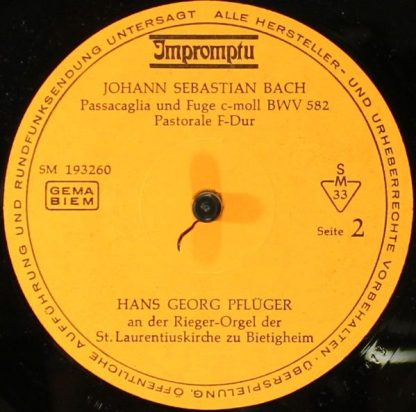 Impromptu
JOHANN SEBASTIAN BACH
Passacaglia und Fuge c-moll BWV 582
Pastorale F-Dur
SM 193260
GEMA
BIEM
S
M
33
Seite 2
HANS GEORG PFLÜGER
an der Rieger-Orgel der
St. Laurentiuskirche zu Bietigheim
ALLE HERSTELLER- UND URHEBERRECHTE VORBEHALTEN · ÜBERSPIELUNG, ÖFFENTLICHE AUFFÜHRUNG UND RUNDFUNKSENDUNG UNTERSAGT